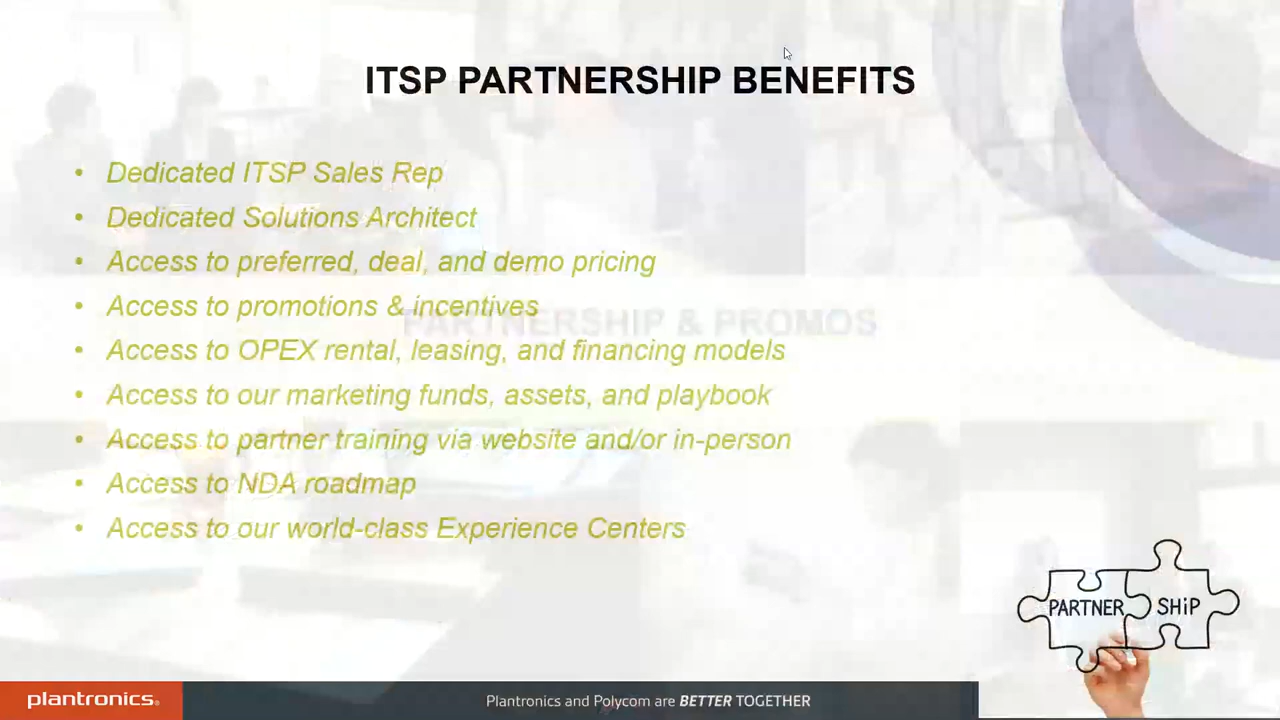 ITSP PARTNERSHIP BENEFITS
• Dedicated ITSP Sales Rep
• Dedicated Solutions Architect
• Access to preferred, deal, and demo pricing
• Access to promotions & incentives
PARTNERSHIP & PROMOS
• Access to OPEX rental, leasing, and financing models
• Access to our marketing funds, assets, and playbook
• Access to partner training via website and/or in-person
• Access to NDA roadmap
• Access to our world-class Experience Centers
PARTNER SHiP
plantronics.
Plantronics and Polycom are BETTER TOGETHER